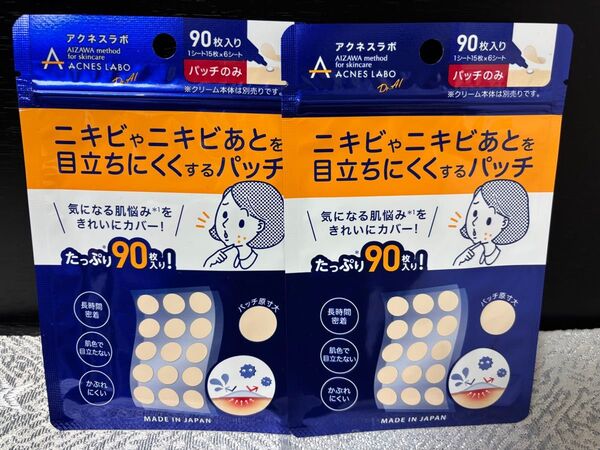 アクネスラボ
AIZAWA method
for skincare
ACNES LABO
Dr.AI
90枚入り
1シート15枚×6シート
パッチのみ
※クリーム本体は別売りです。
ニキビやニキビあとを
目立ちにくくするパッチ
気になる肌悩み*1を
きれいにカバー!
たっぷり90枚入り!
長時間
密着
肌色で
目立たない
かぶれ
にくい
パッチ原寸大
MADE IN JAPAN
アクネスラボ
AIZAWA method
for skincare
ACNES LABO
Dr.AI
90枚入り
1シート15枚×6シート
パッチのみ
※クリーム本体は別売りです。
ニキビやニキビあとを
目立ちにくくするパッチ
気になる肌悩み*1を
きれいにカバー!
たっぷり90枚入り!
長時間
密着
肌色で
目立たない
かぶれ
にくい
パッチ原寸大
MADE IN JAPAN